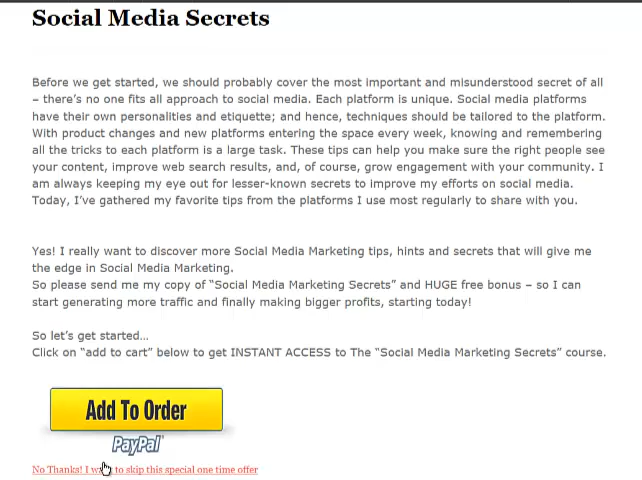 Social Media Secrets
Before we get started, we should probably cover the most important and misunderstood secret of all
– there's no one fits all approach to social media. Each platform is unique. Social media platforms
have their own personalities and etiquette; and hence, techniques should be tailored to the platform.
With product changes and new platforms entering the space every week, knowing and remembering
all the tricks to each platform is a large task. These tips can help you make sure the right people see
your content, improve web search results, and, of course, grow engagement with your community. I
am always keeping my eye out for lesser-known secrets to improve my efforts on social media.
Today, I've gathered my favorite tips from the platforms I use most regularly to share with you.
Yes! I really want to discover more Social Media Marketing tips, hints and secrets that will give me
the edge in Social Media Marketing.
So please send me my copy of “Social Media Marketing Secrets” and HUGE free bonus – so I can
start generating more traffic and finally making bigger profits, starting today!
So let's get started...
Click on “add to cart” below to get INSTANT ACCESS to The “Social Media Marketing Secrets” course.
Add To Order
PayPal
No Thanks! I want to skip this special one time offer